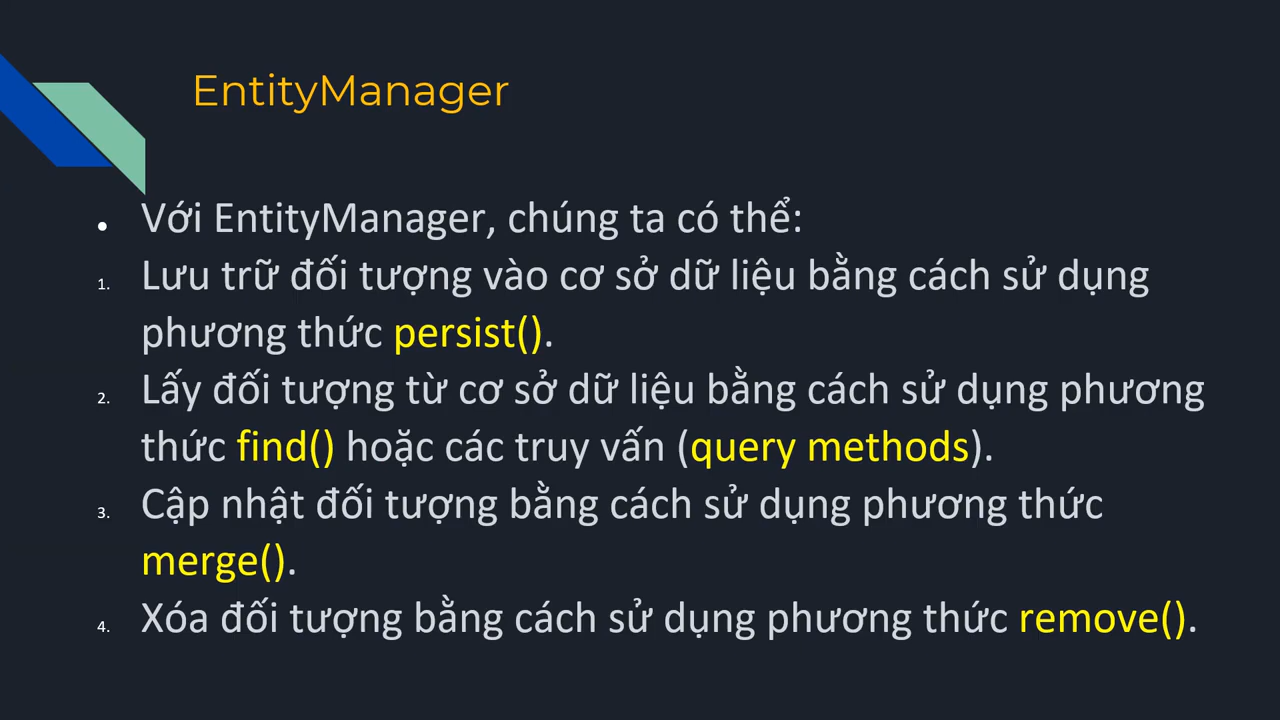 EntityManager
• Với EntityManager, chúng ta có thể:
1. Lưu trữ đối tượng vào cơ sở dữ liệu bằng cách sử dụng
phương thức persist().
2. Lấy đối tượng từ cơ sở dữ liệu bằng cách sử dụng phương
thức find() hoặc các truy vấn (query methods).
3. Cập nhật đối tượng bằng cách sử dụng phương thức
merge().
4. Xóa đối tượng bằng cách sử dụng phương thức remove().